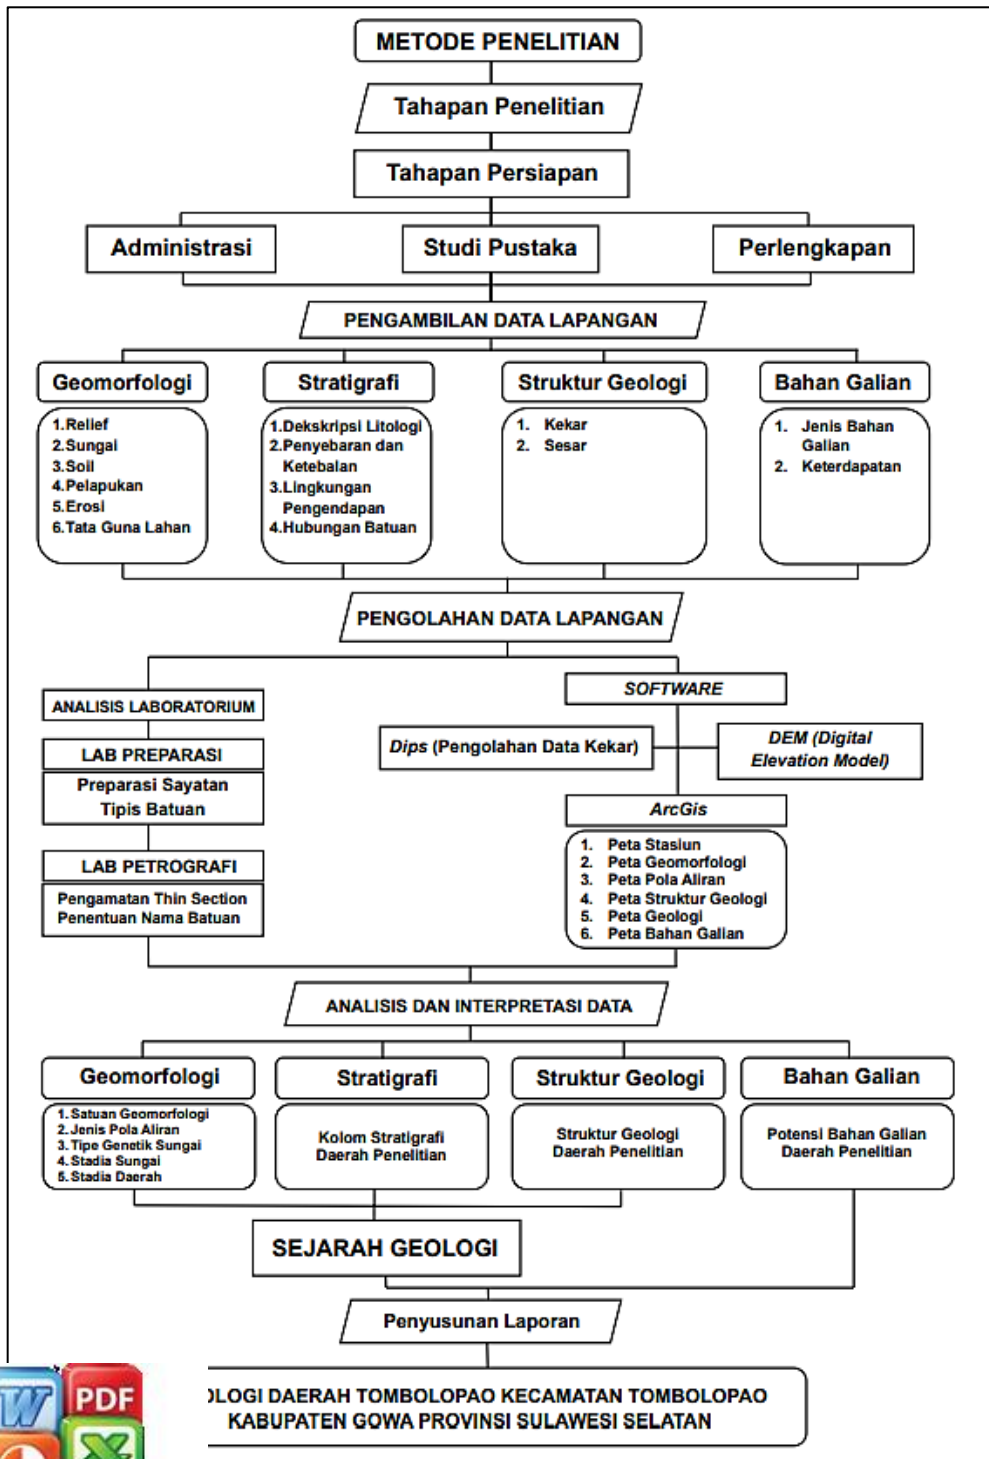 METODE PENELITIAN
Tahapan Penelitian
Tahapan Persiapan
Administrasi
Studi Pustaka
Perlengkapan
PENGAMBILAN DATA LAPANGAN
Geomorfologi
1.Relief
2.Sungai
3.Soil
4.Pelapukan
5.Erosi
6.Tata Guna Lahan
Stratigrafi
1.Dekskripsi Litologi
2.Penyebaran dan
Ketebalan
3.Lingkungan
Pengendapan
4.Hubungan Batuan
Struktur Geologi
1. Kekar
2. Sesar
Bahan Galian
1. Jenis Bahan
Galian
2. Keterdapatan
PENGOLAHAN DATA LAPANGAN
ANALISIS LABORATORIUM
LAB PREPARASI
Preparasi Sayatan
Tipis Batuan
LAB PETROGRAFI
Pengamatan Thin Section
Penentuan Nama Batuan
SOFTWARE
Dips (Pengolahan Data Kekar)
DEM (Digital
Elevation Model)
ArcGis
1. Peta Stasiun
2. Peta Geomorfologi
3. Peta Pola Aliran
4. Peta Struktur Geologi
5. Peta Geologi
6. Peta Bahan Galian
ANALISIS DAN INTERPRETASI DATA
Geomorfologi
1. Satuan Geomorfologi
2. Jenis Pola Aliran
3. Tipe Genetik Sungai
4. Stadia Sungai
5. Stadia Daerah
Stratigrafi
Kolom Stratigrafi
Daerah Penelitian
Struktur Geologi
Struktur Geologi
Daerah Penelitian
Bahan Galian
Potensi Bahan Galian
Daerah Penelitian
SEJARAH GEOLOGI
Penyusunan Laporan
OLOGI DAERAH TOMBOLOPAO KECAMATAN TOMBOLOPAO
KABUPATEN GOWA PROVINSI SULAWESI SELATAN
W
PDF
X